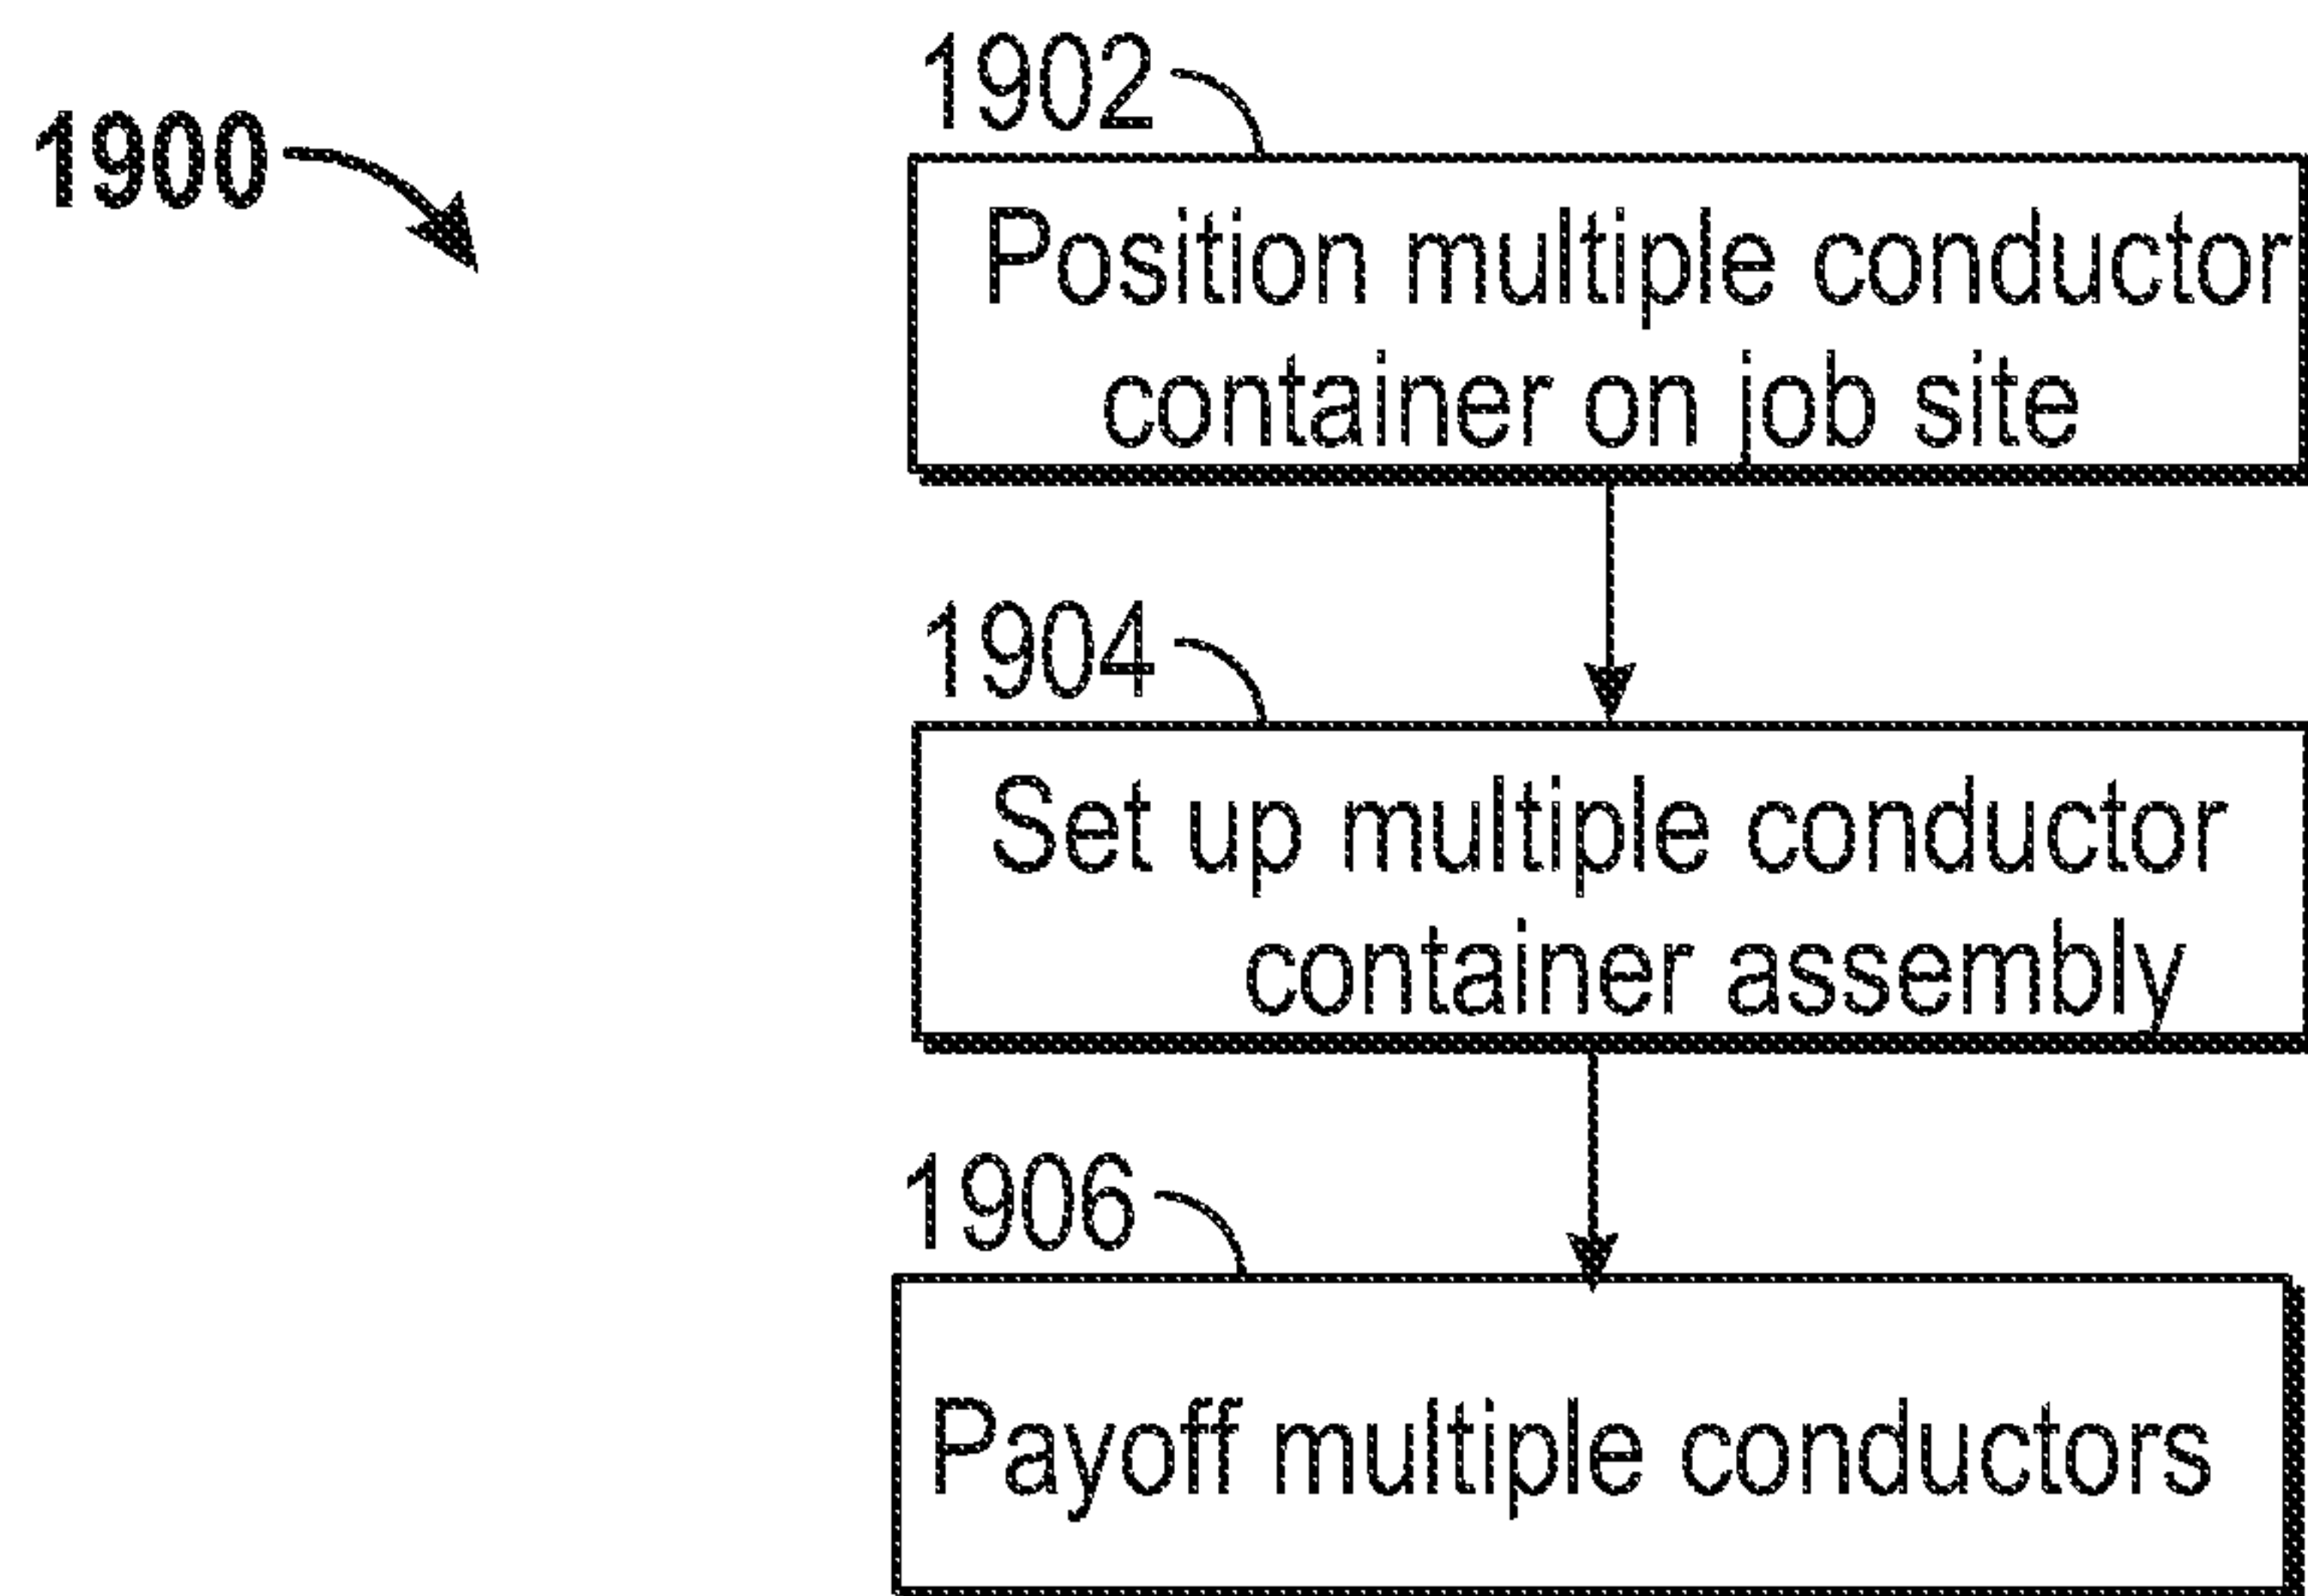 1900
1902
Position multiple conductor
container on job site
1904
Set up multiple conductor
container assembly
1906
Payoff multiple conductors